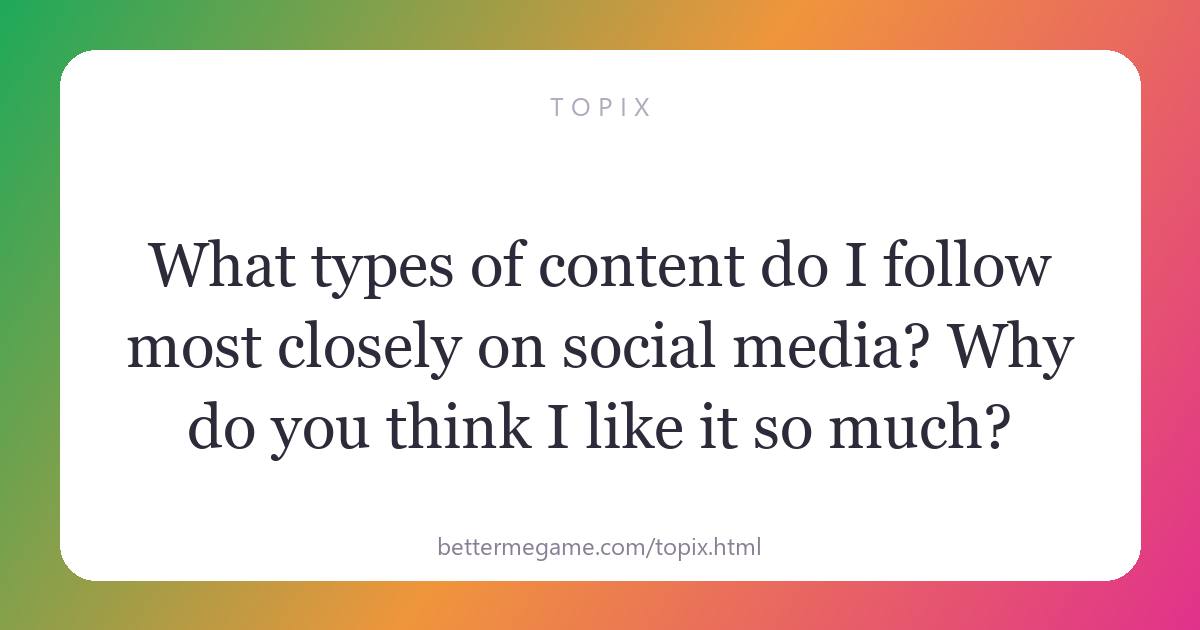 TOPIX
What types of content do I follow
most closely on social media? Why
do you think I like it so much?
bettermegame.com/topix.html